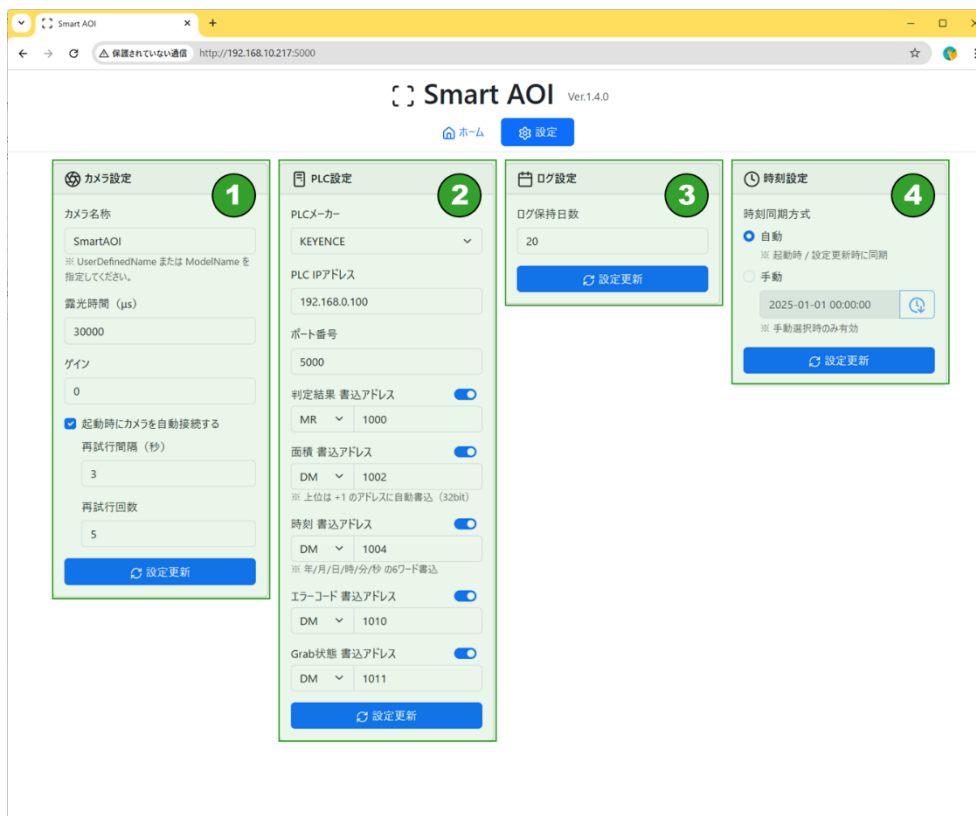 Smart AOI
保護されていない通信 http://192.168.10.217:5000
Smart AOI Ver.1.4.0
ホーム 設定
カメラ設定
1
カメラ名称
SmartAOI
※ UserDefinedName または ModelName を
指定してください。
露光時間（μs）
30000
ゲイン
0
起動時にカメラを自動接続する
再試行間隔（秒）
3
再試行回数
5
設定更新
PLC設定
2
PLCメーカー
KEYENCE
PLC IPアドレス
192.168.0.100
ポート番号
5000
判定結果 書込アドレス
MR 1000
面積 書込アドレス
DM 1002
※ 上位は +1 のアドレスに自動書込（32bit）
時刻 書込アドレス
DM 1004
※ 年/月/日/時/分/秒 の6ワード書込
エラーコード 書込アドレス
DM 1010
Grab状態 書込アドレス
DM 1011
設定更新
ログ設定
3
ログ保持日数
20
設定更新
時刻設定
4
時刻同期方式
自動
※ 起動時 / 設定更新時に同期
手動
2025-01-01 00:00:00
※ 手動選択時のみ有効
設定更新